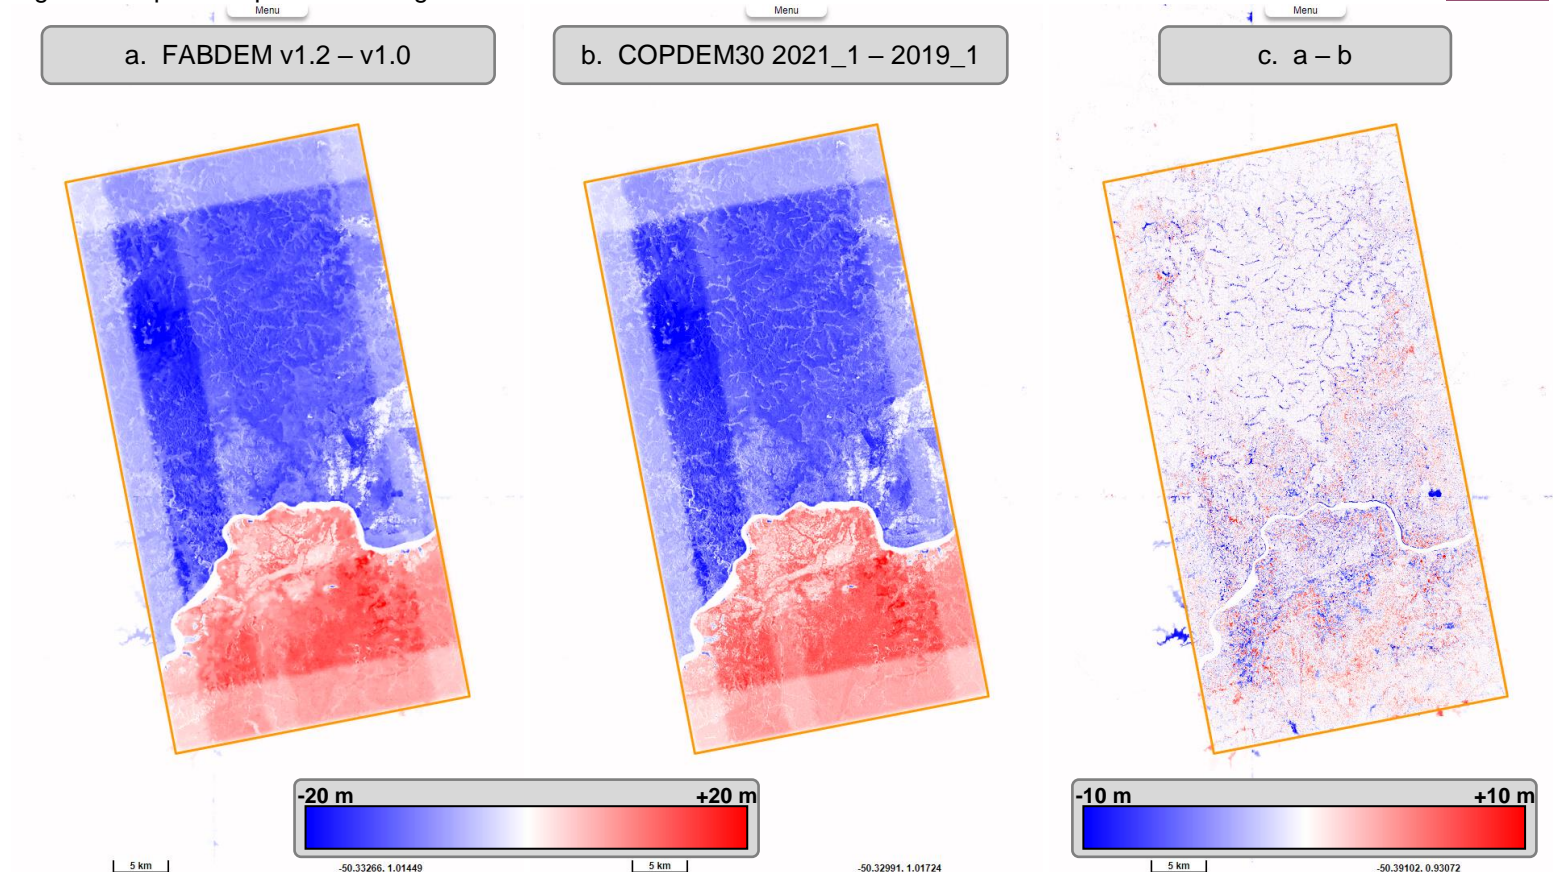 Menu
Menu
Menu
a. FABDEM v1.2 – v1.0
b. COPDEM30 2021_1 – 2019_1
c. a – b
-20 m
+20 m
-10 m
+10 m
5 km
-50.33266, 1.01449
5 km
-50.32991, 1.01724
5 km
-50.39102, 0.93072